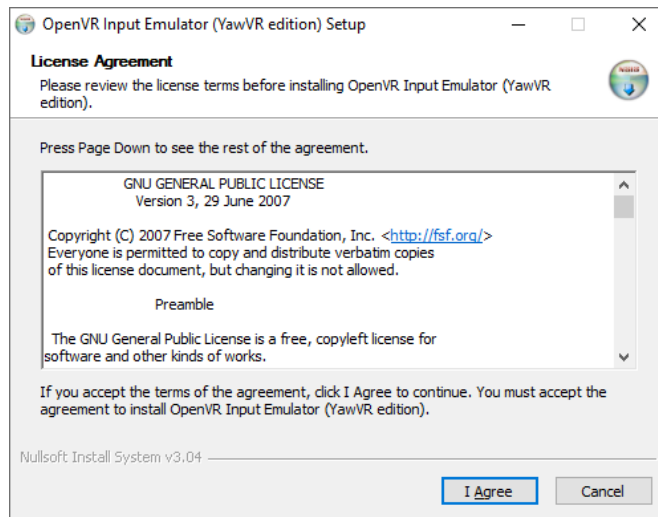 OpenVR Input Emulator (YawVR edition) Setup
License Agreement
Please review the license terms before installing OpenVR Input Emulator (YawVR
edition).
Press Page Down to see the rest of the agreement.
GNU GENERAL PUBLIC LICENSE
Version 3, 29 June 2007
Copyright (C) 2007 Free Software Foundation, Inc. <http://fsf.org/>
Everyone is permitted to copy and distribute verbatim copies
of this license document, but changing it is not allowed.
Preamble
The GNU General Public License is a free, copyleft license for
software and other kinds of works.
If you accept the terms of the agreement, click I Agree to continue. You must accept the
agreement to install OpenVR Input Emulator (YawVR edition).
Nullsoft Install System v3.04
I Agree
Cancel